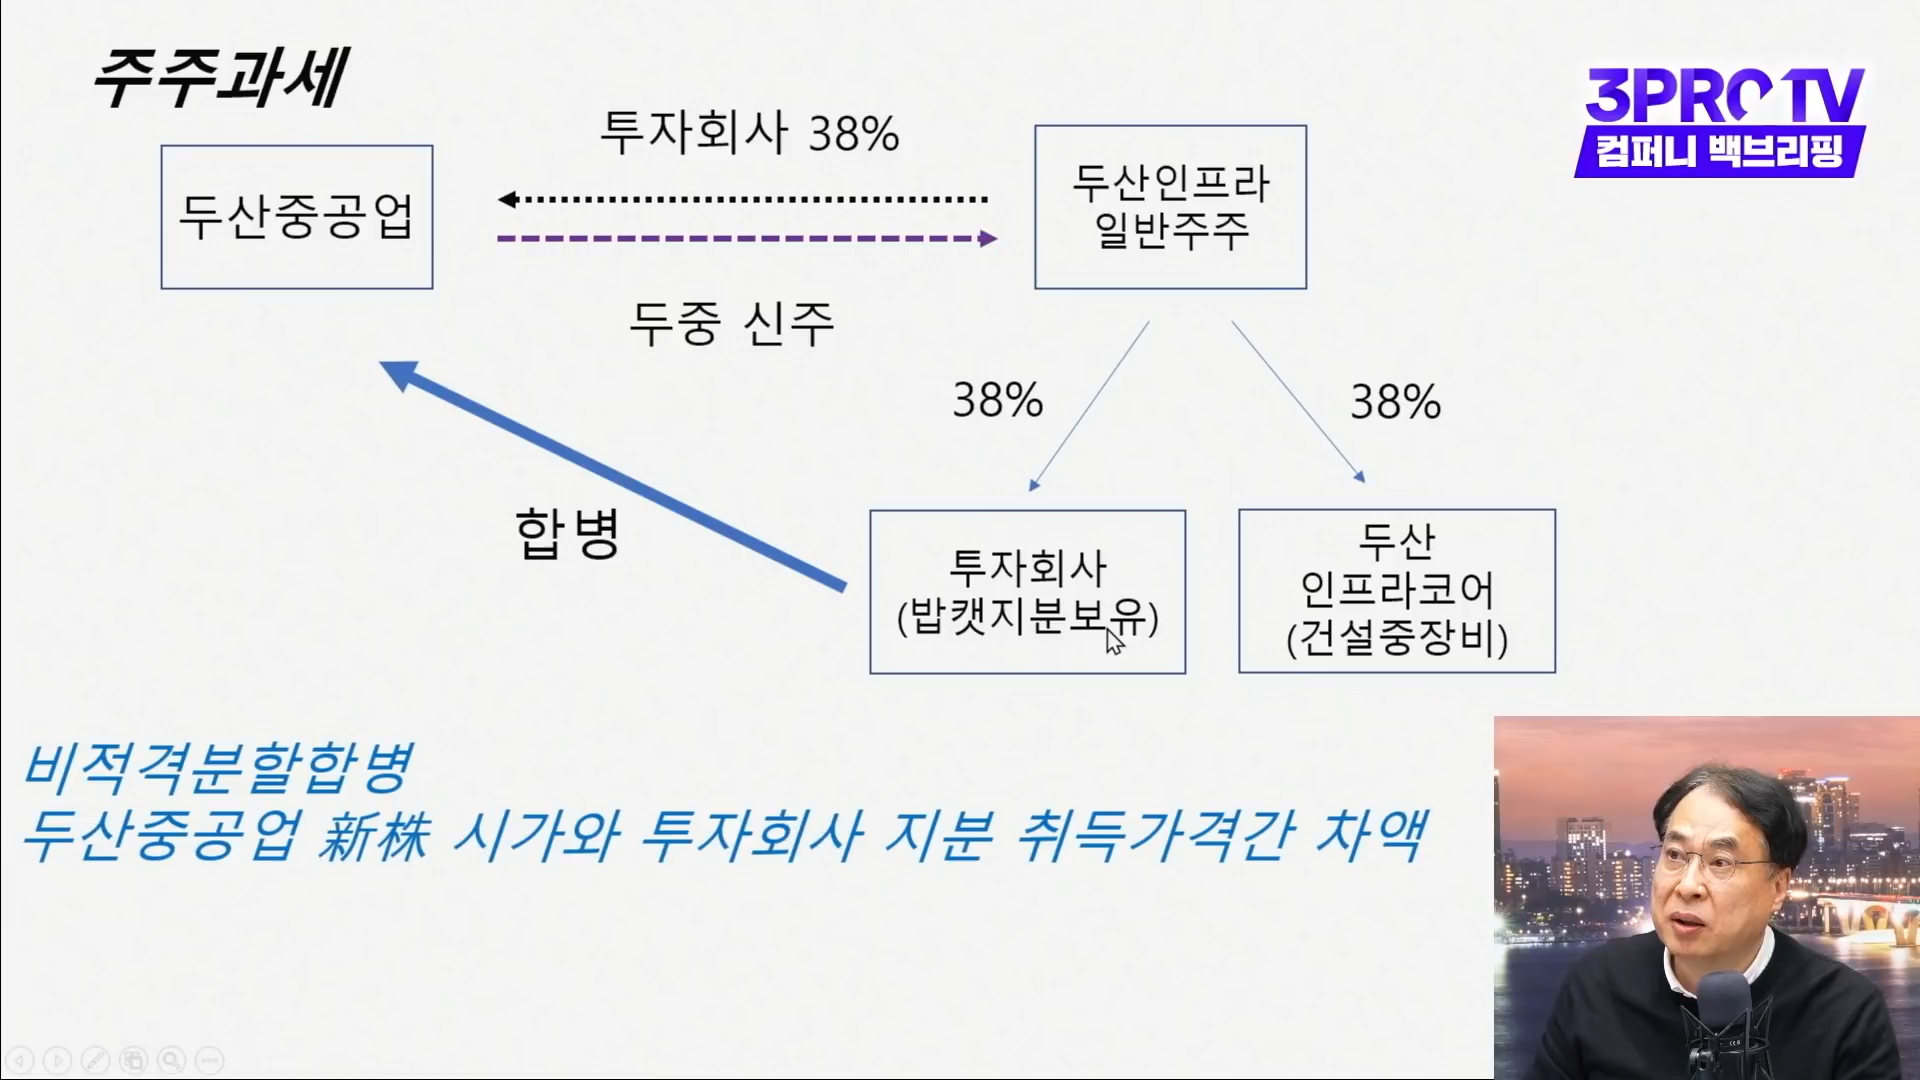 주주과세
3PRO TV
컴퍼니 백브리핑
투자회사 38%
두산중공업
두산인프라
일반주주
두중 신주
38%
38%
합병
투자회사
(밥캣지분보유)
두산
인프라코어
(건설중장비)
비적격분할합병
두산중공업 新株 시가와 투자회사 지분 취득가격간 차액